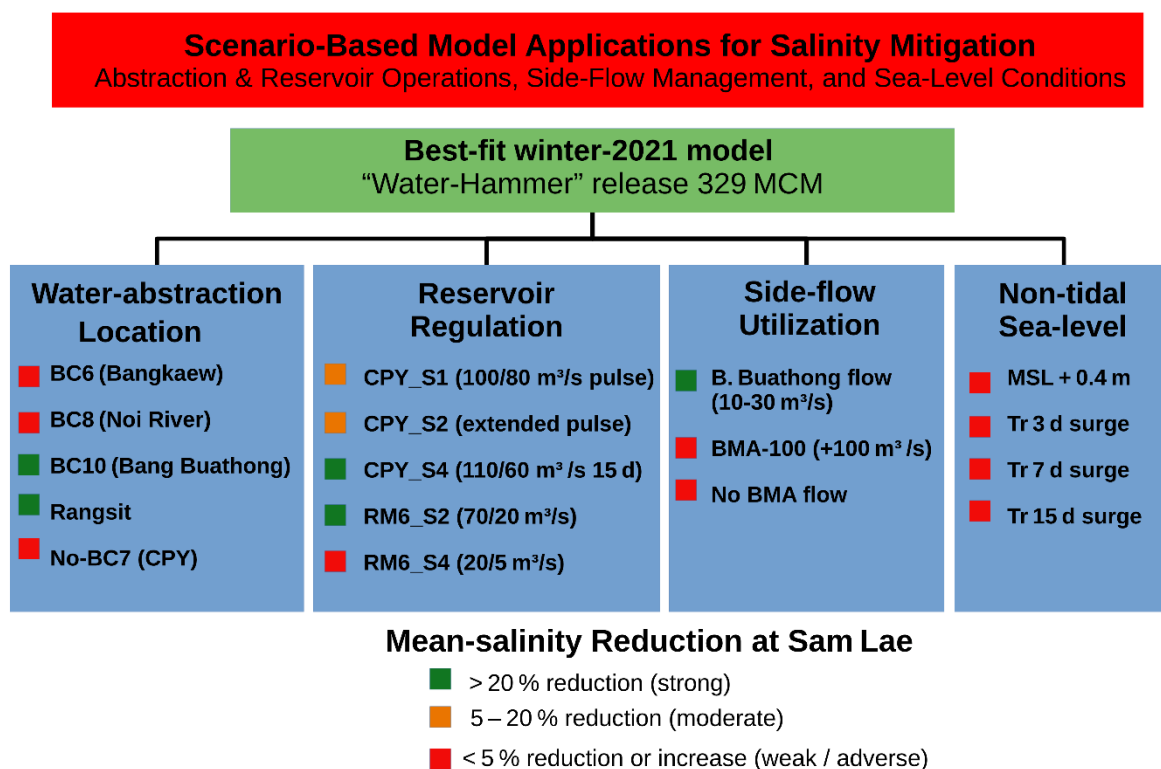 Scenario-Based Model Applications for Salinity Mitigation
Abstraction & Reservoir Operations, Side-Flow Management, and Sea-Level Conditions
Best-fit winter-2021 model
“Water-Hammer” release 329 MCM
Water-abstraction
Location
BC6 (Bangkaew)
BC8 (Noi River)
BC10 (Bang Buathong)
Rangsit
No-BC7 (CPY)
Reservoir
Regulation
CPY_S1 (100/80 m³/s pulse)
CPY_S2 (extended pulse)
CPY_S4 (110/60 m³/s 15 d)
RM6_S2 (70/20 m³/s)
RM6_S4 (20/5 m³/s)
Side-flow
Utilization
B. Buathong flow
(10-30 m³/s)
BMA-100 (+100 m³/s)
No BMA flow
Non-tidal
Sea-level
MSL + 0.4 m
Tr 3 d surge
Tr 7 d surge
Tr 15 d surge
Mean-salinity Reduction at Sam Lae
> 20 % reduction (strong)
5 – 20 % reduction (moderate)
< 5 % reduction or increase (weak / adverse)